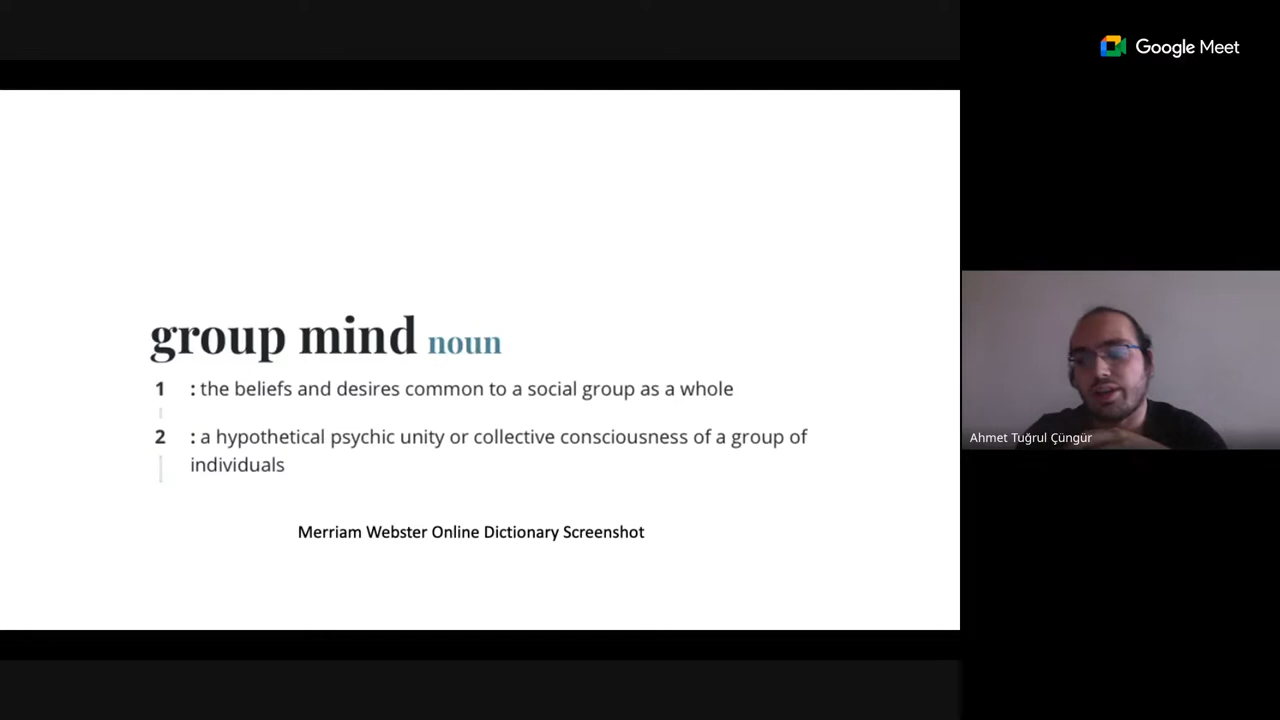 Google Meet
group mind noun
1 : the beliefs and desires common to a social group as a whole
2 : a hypothetical psychic unity or collective consciousness of a group of
individuals
Merriam Webster Online Dictionary Screenshot
Ahmet Tuğrul Çüngür